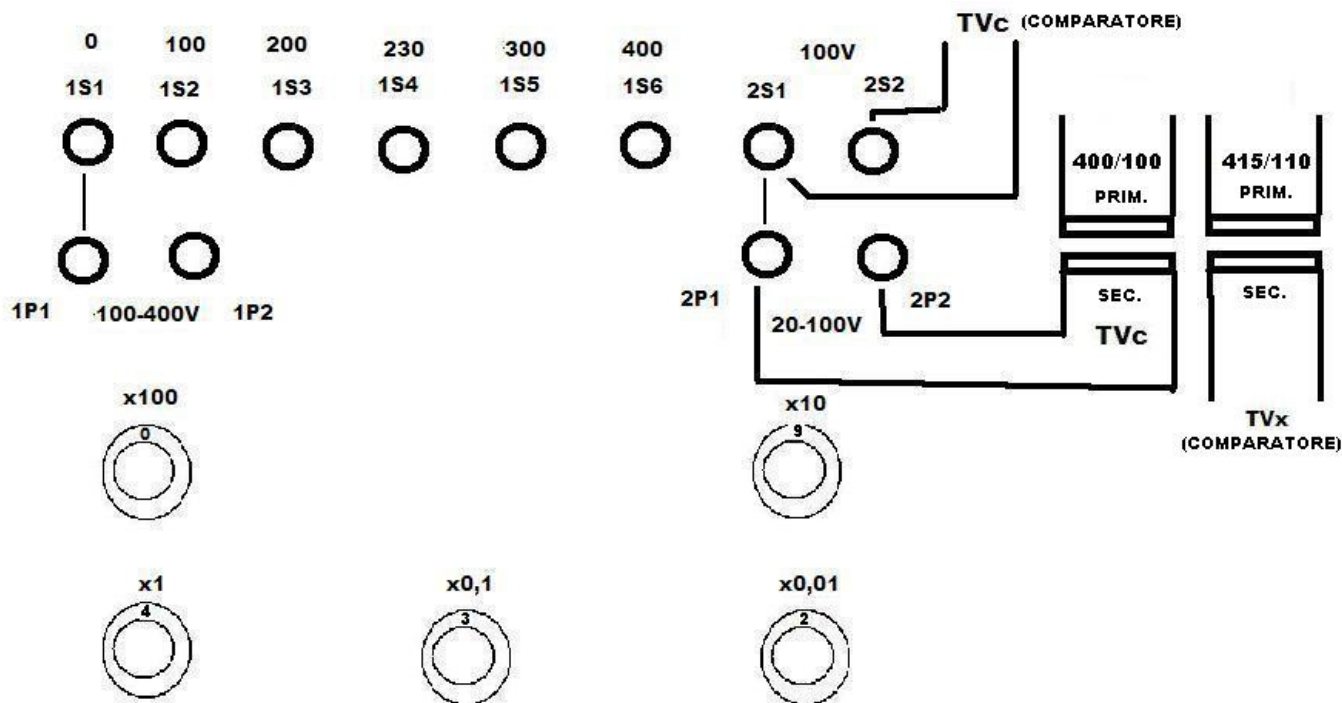 TVc (COMPARATORE)
0 100 200 230 300 400 100V
1S1 1S2 1S3 1S4 1S5 1S6 2S1 2S2
400/100 415/110
PRIM. PRIM.
1P1 100-400V 1P2 2P1 20-100V 2P2
SEC. SEC.
TVc
TVx
(COMPARATORE)
x100 x10
0 9
x1 x0,1 x0,01
4 3 2